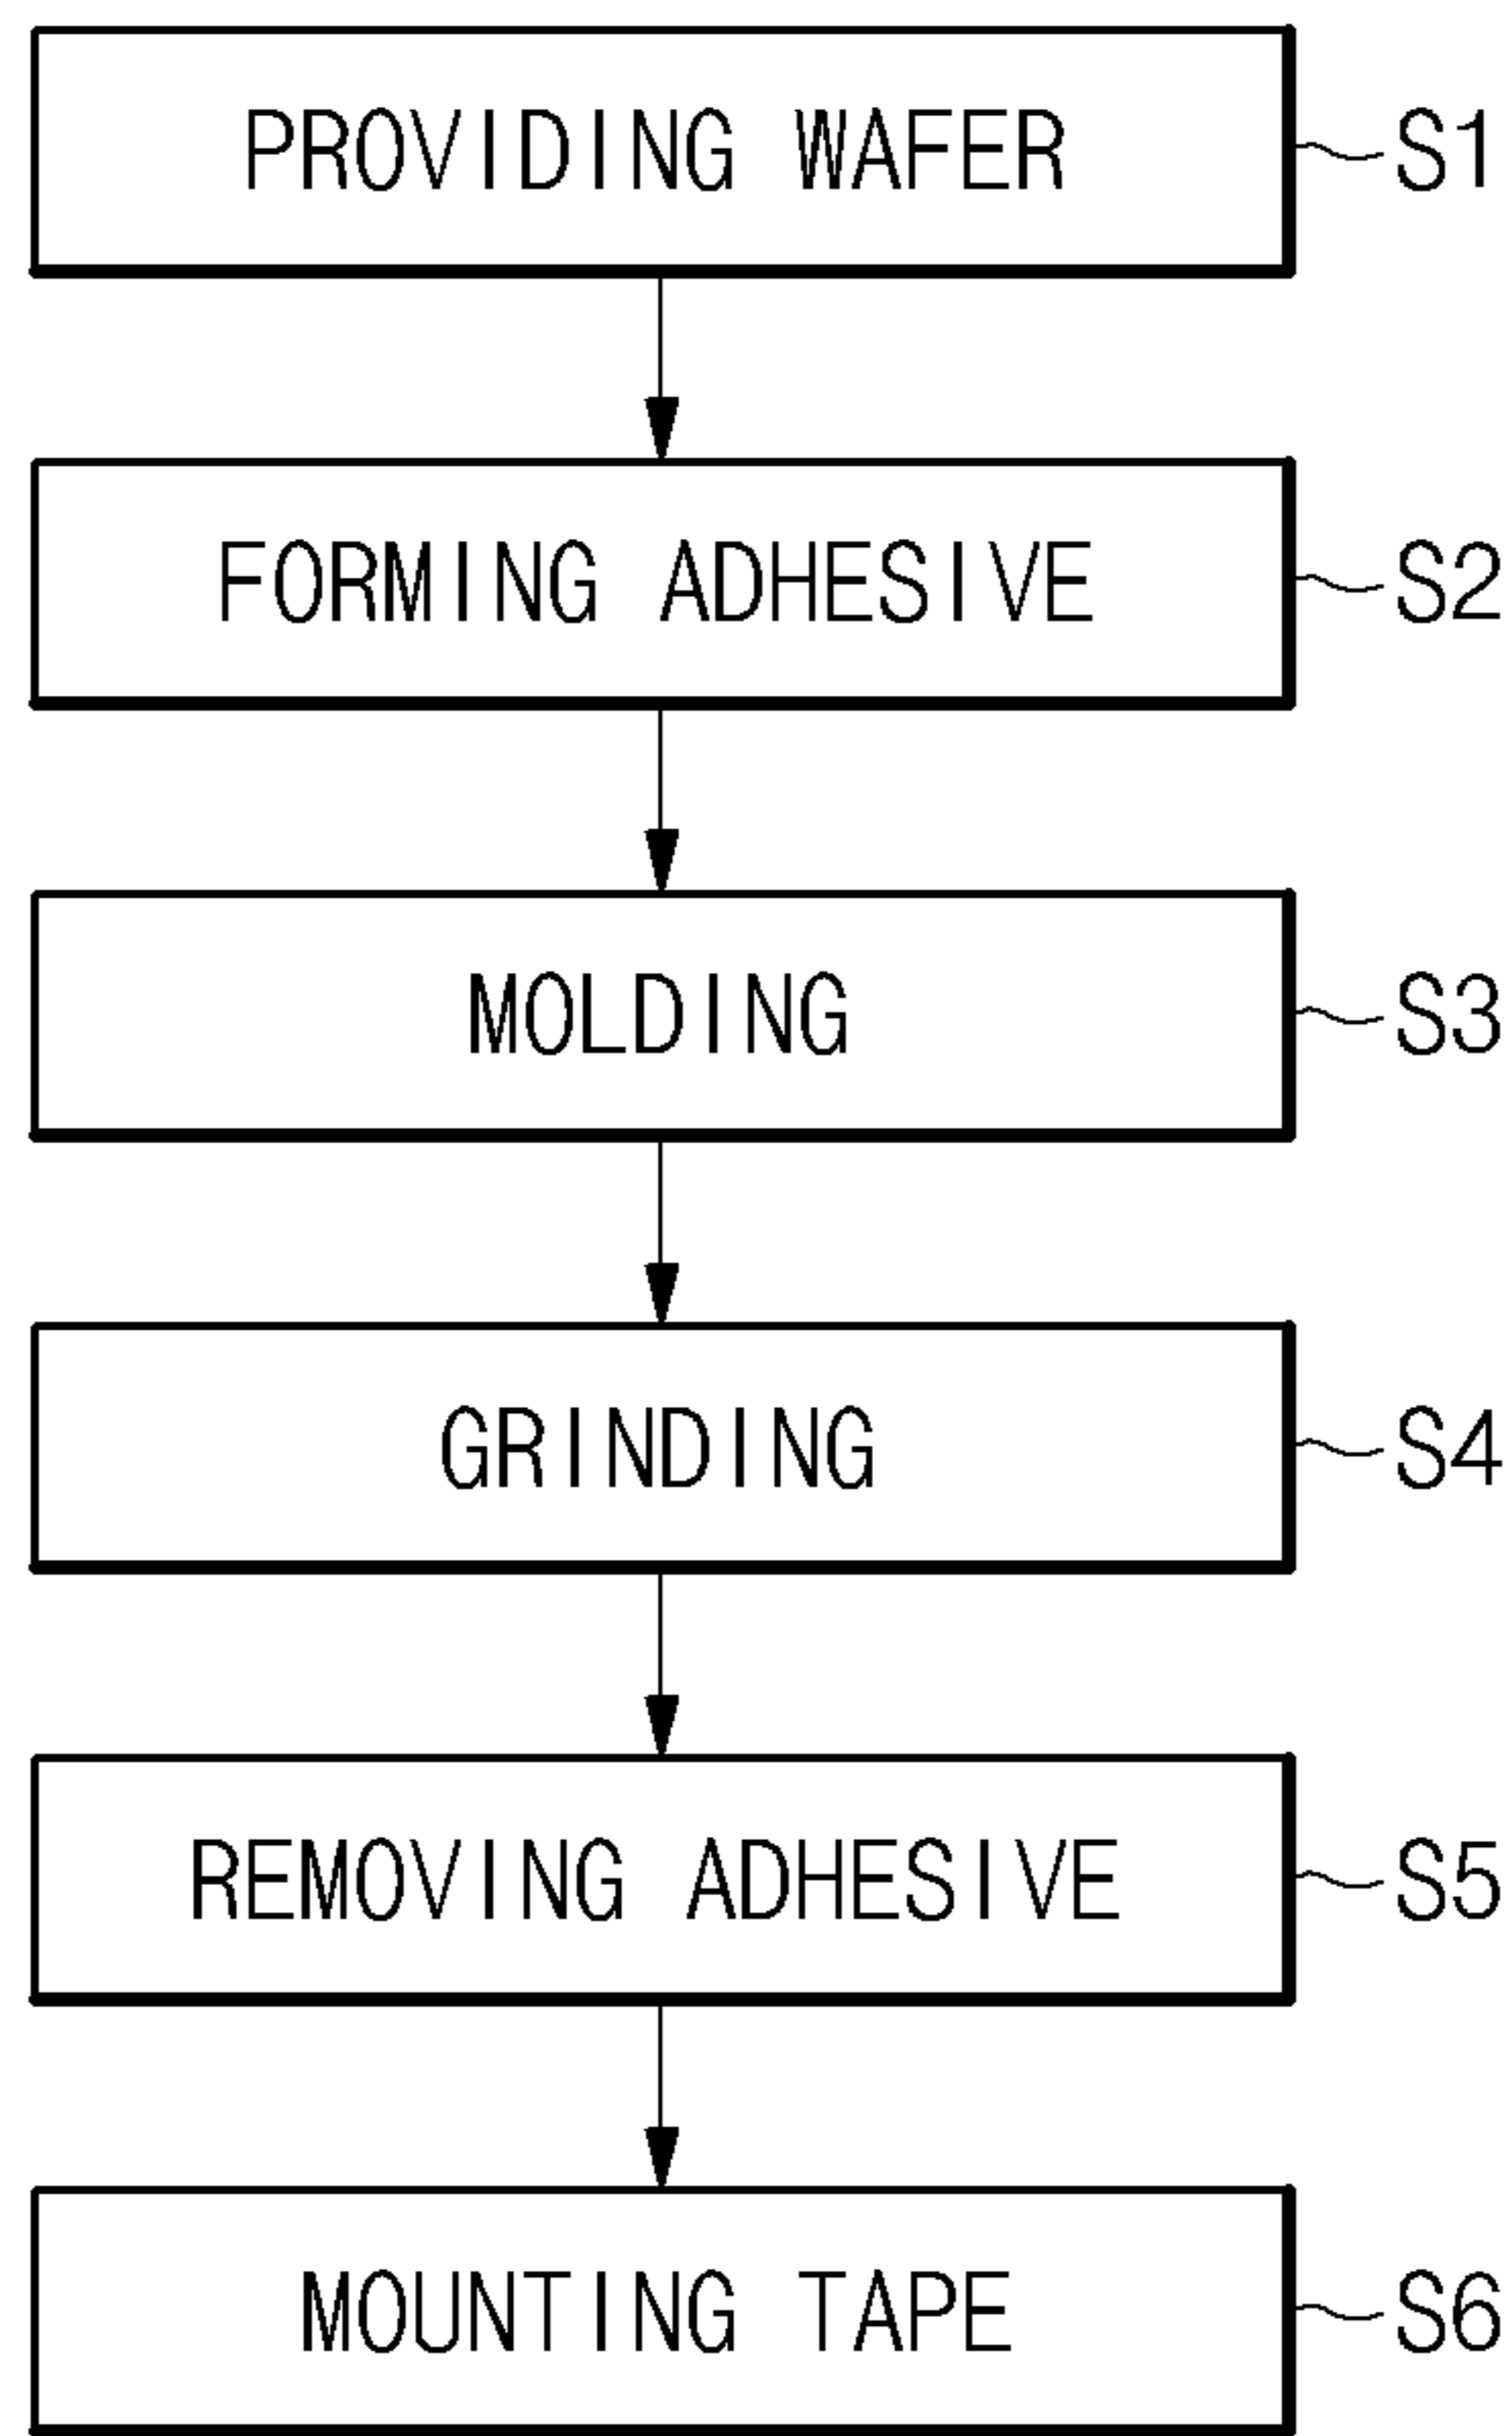 PROVIDING WAFER S1
FORMING ADHESIVE S2
MOLDING S3
GRINDING S4
REMOVING ADHESIVE S5
MOUNTING TAPE S6